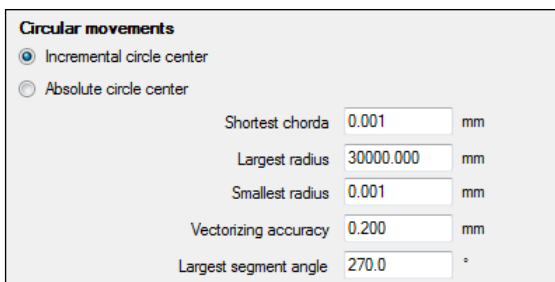 Circular movements
Incremental circle center
Absolute circle center
Shortest chorda 0.001 mm
Largest radius 30000.000 mm
Smallest radius 0.001 mm
Vectorizing accuracy 0.200 mm
Largest segment angle 270.0 °